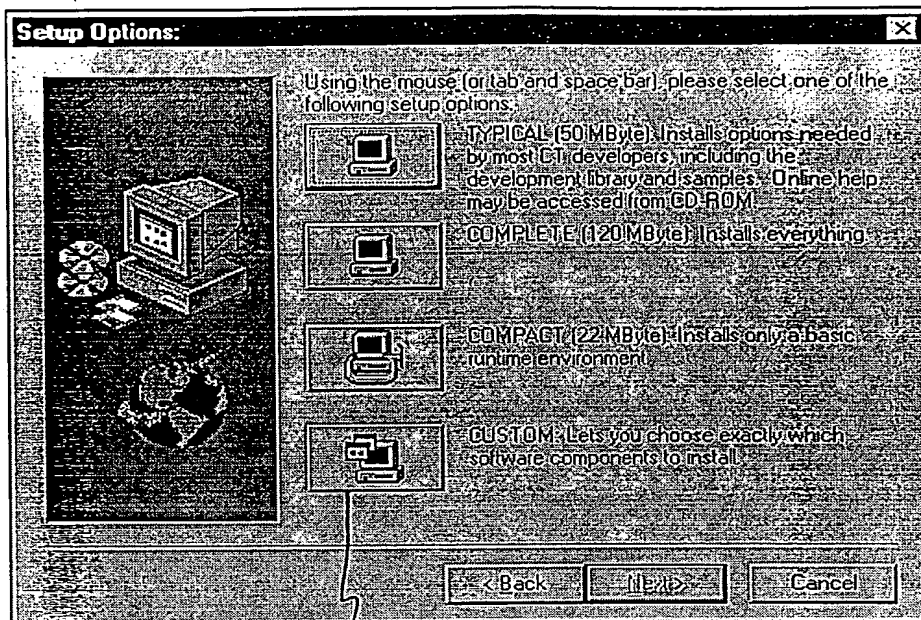 Setup Options:
Using the mouse (or tab and space bar), please select one of the
following setup options.
TYPICAL (50 MByte): Installs options needed
by most CT developers, including the
development library and samples. Online help
may be accessed from CD-ROM.
COMPLETE (120 MByte): Installs everything
COMPACT (22 MByte): Installs only a basic
runtime environment
CUSTOM: Lets you choose exactly which
software components to install.
< Back
Next >
Cancel